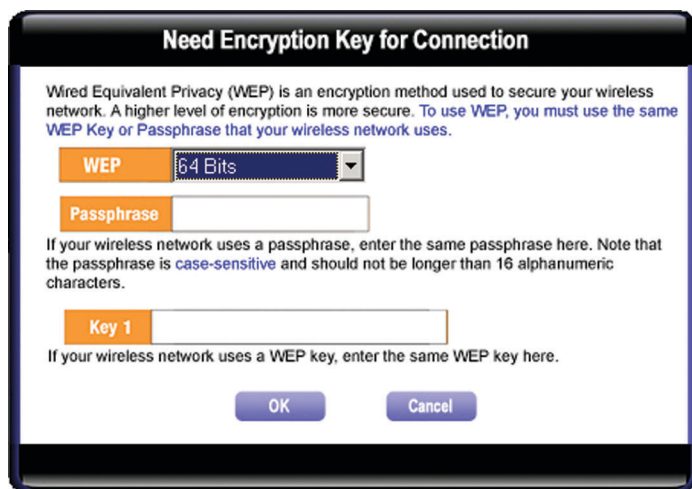 Need Encryption Key for Connection
Wired Equivalent Privacy (WEP) is an encryption method used to secure your wireless
network. A higher level of encryption is more secure. To use WEP, you must use the same
WEP Key or Passphrase that your wireless network uses.
WEP 64 Bits
Passphrase
If your wireless network uses a passphrase, enter the same passphrase here. Note that
the passphrase is case-sensitive and should not be longer than 16 alphanumeric
characters.
Key 1
If your wireless network uses a WEP key, enter the same WEP key here.
OK Cancel